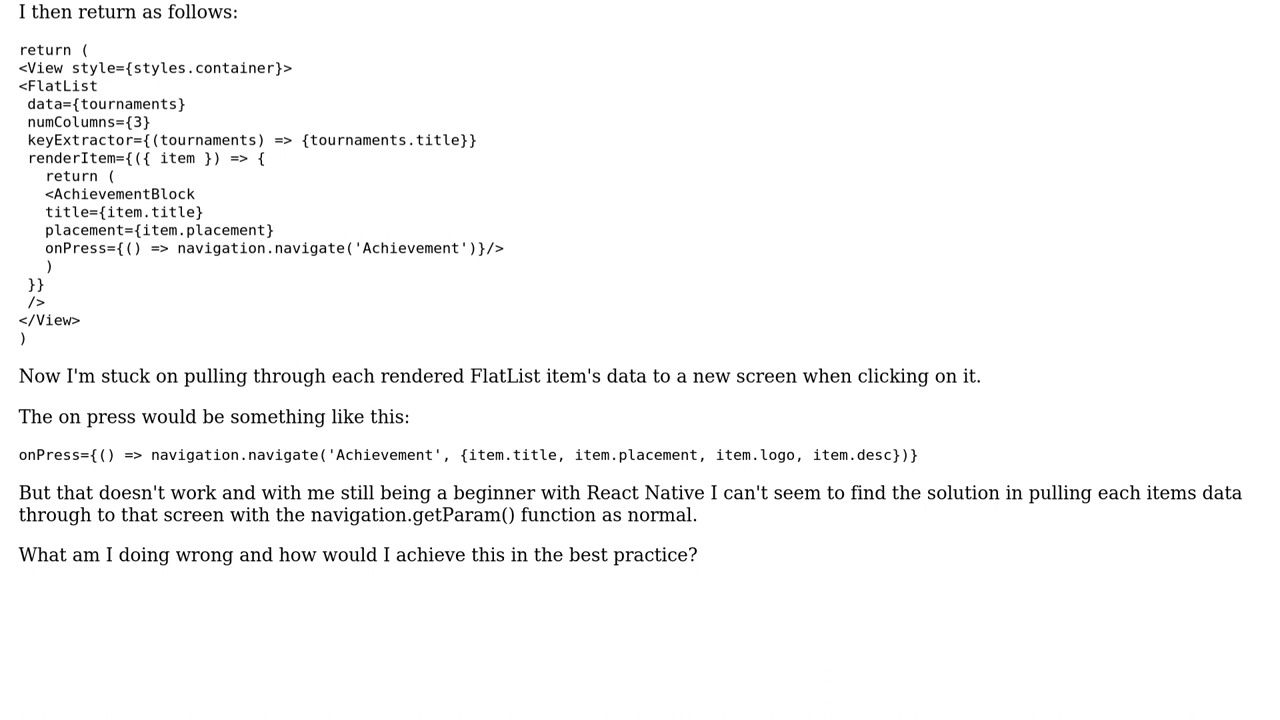 I then return as follows:
return (
<View style={styles.container}>
<FlatList
 data={tournaments}
 numColumns={3}
 keyExtractor={(tournaments) => {tournaments.title}}
 renderItem={({ item }) => {
   return (
   <AchievementBlock
   title={item.title}
   placement={item.placement}
   onPress={() => navigation.navigate('Achievement')}/>
   )
 }}
 />
</View>
)
Now I'm stuck on pulling through each rendered FlatList item's data to a new screen when clicking on it.
The on press would be something like this:
onPress={() => navigation.navigate('Achievement', {item.title, item.placement, item.logo, item.desc})}
But that doesn't work and with me still being a beginner with React Native I can't seem to find the solution in pulling each items data
through to that screen with the navigation.getParam() function as normal.
What am I doing wrong and how would I achieve this in the best practice?